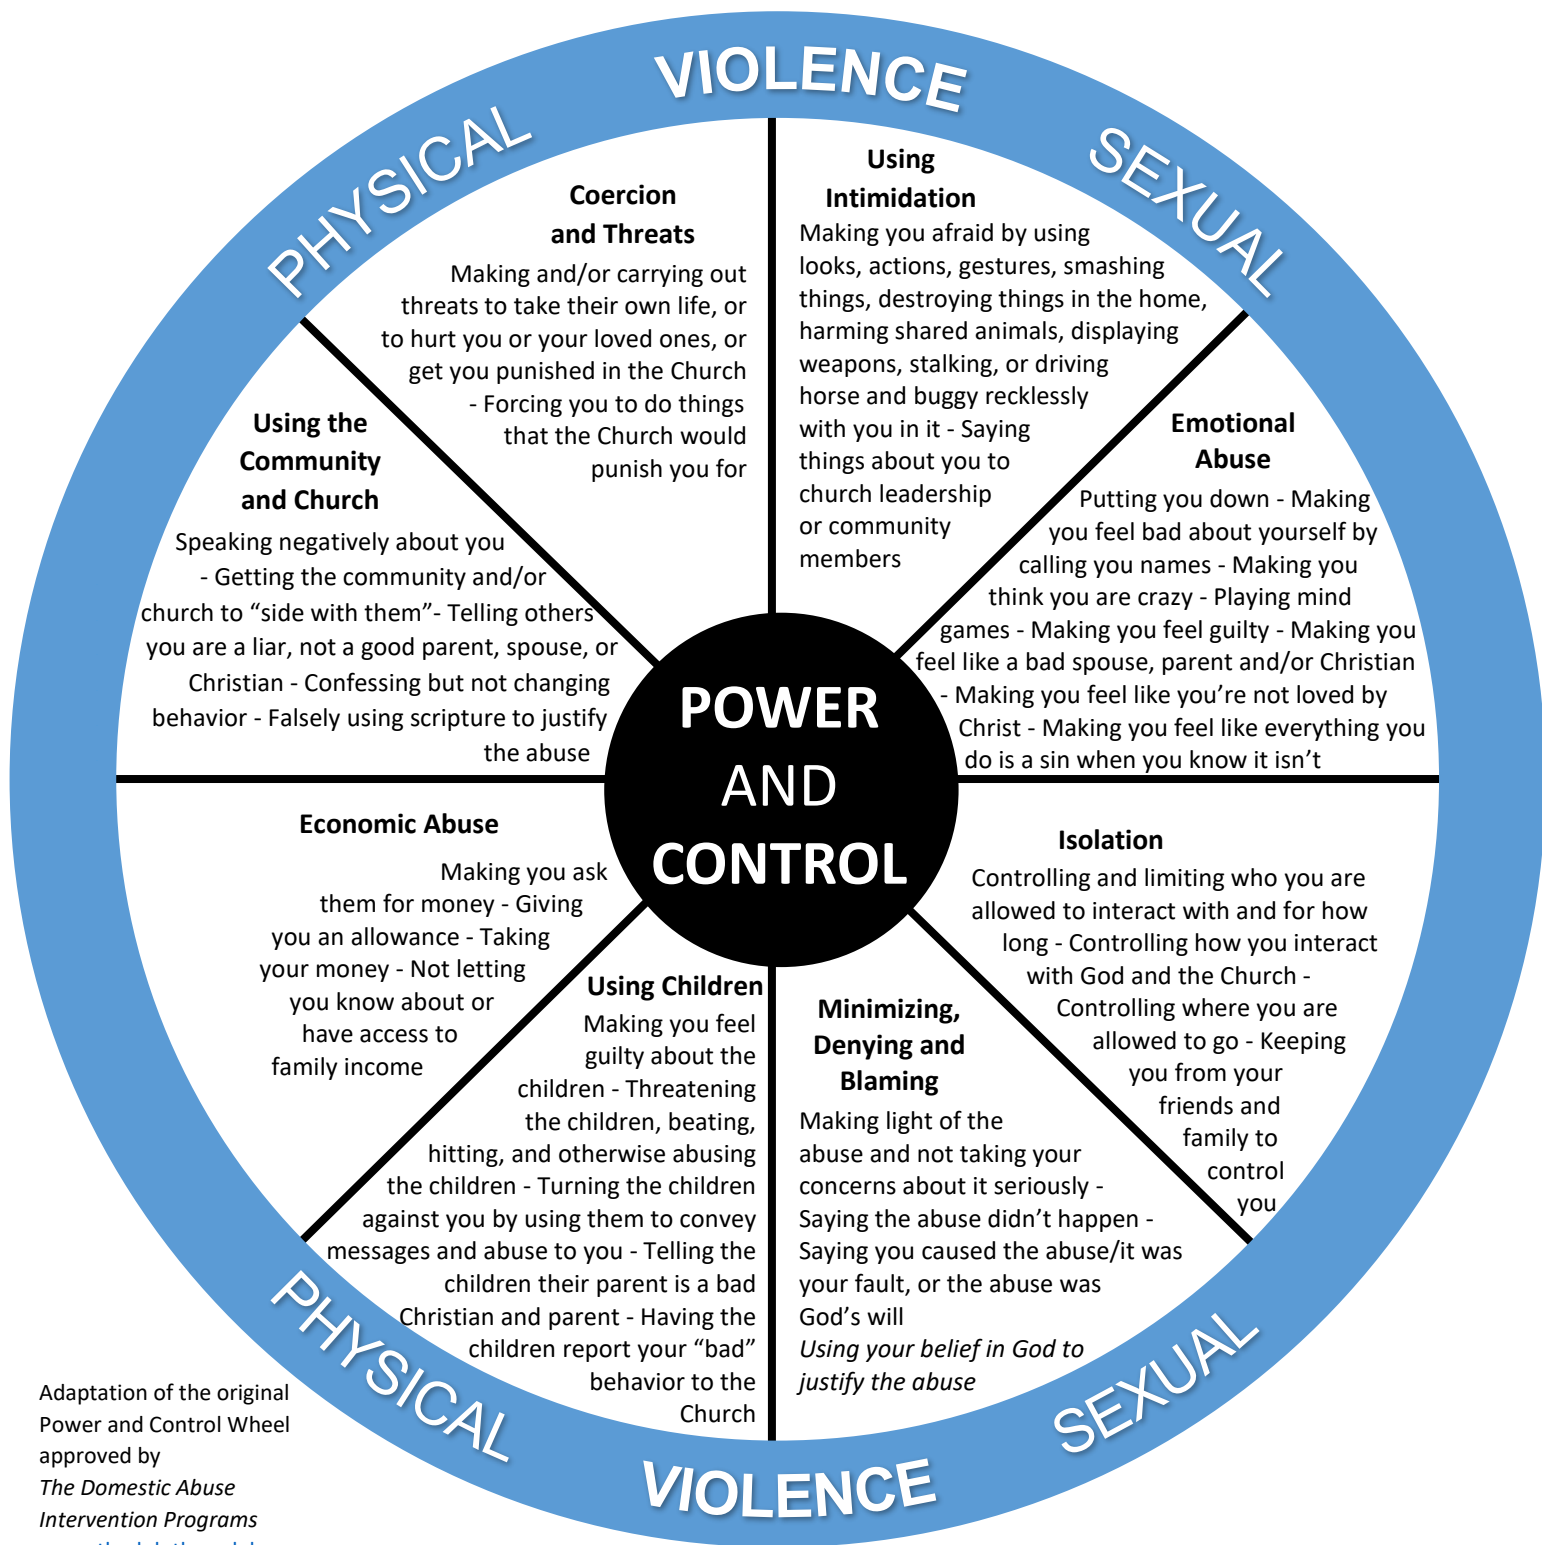 VIOLENCE
PHYSICAL
SEXUAL
Coercion
and Threats
Making and/or carrying out
threats to take their own life, or
to hurt you or your loved ones, or
get you punished in the Church
- Forcing you to do things
that the Church would
punish you for
Using
Intimidation
Making you afraid by using
looks, actions, gestures, smashing
things, destroying things in the home,
harming shared animals, displaying
weapons, stalking, or driving
horse and buggy recklessly
with you in it - Saying
things about you to
church leadership
or community
members
Using the
Community
and Church
Speaking negatively about you
- Getting the community and/or
church to “side with them”- Telling others
you are a liar, not a good parent, spouse, or
Christian - Confessing but not changing
behavior - Falsely using scripture to justify
the abuse
Emotional
Abuse
Putting you down - Making
you feel bad about yourself by
calling you names - Making you
think you are crazy - Playing mind
games - Making you feel guilty - Making you
feel like a bad spouse, parent and/or Christian
- Making you feel like you’re not loved by
Christ - Making you feel like everything you
do is a sin when you know it isn’t
POWER
AND
CONTROL
Economic Abuse
Making you ask
them for money - Giving
you an allowance - Taking
your money - Not letting
you know about or
have access to
family income
Isolation
Controlling and limiting who you are
allowed to interact with and for how
long - Controlling how you interact
with God and the Church -
Controlling where you are
allowed to go - Keeping
you from your
friends and
family to
control
you
Using Children
Making you feel
guilty about the
children - Threatening
the children, beating,
hitting, and otherwise abusing
the children - Turning the children
against you by using them to convey
messages and abuse to you - Telling the
children their parent is a bad
Christian and parent - Having the
children report your “bad”
behavior to the
Church
Minimizing,
Denying and
Blaming
Making light of the
abuse and not taking your
concerns about it seriously -
Saying the abuse didn’t happen -
Saying you caused the abuse/it was
your fault, or the abuse was
God’s will
Using your belief in God to
justify the abuse
PHYSICAL
SEXUAL
VIOLENCE
Adaptation of the original
Power and Control Wheel
approved by
The Domestic Abuse
Intervention Programs